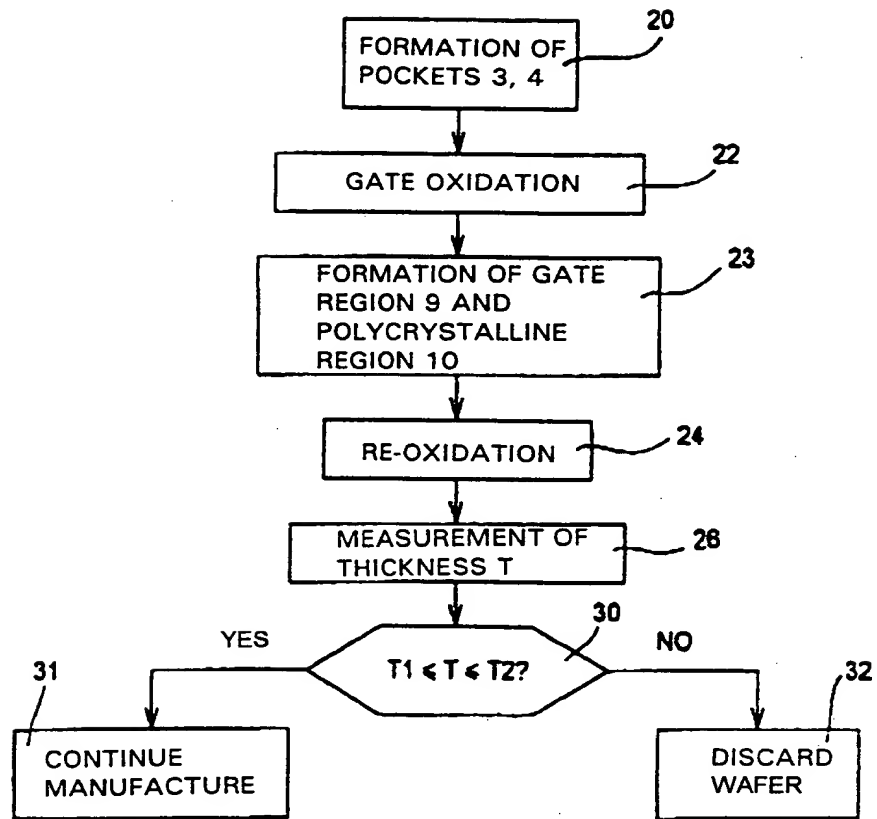 20
FORMATION OF
POCKETS 3, 4
22
GATE OXIDATION
23
FORMATION OF GATE
REGION 9 AND
POLYCRYSTALLINE
REGION 10
24
RE-OXIDATION
26
MEASUREMENT OF
THICKNESS T
30
YES
NO
T1 ≤ T ≤ T2?
31
32
CONTINUE
MANUFACTURE
DISCARD
WAFER